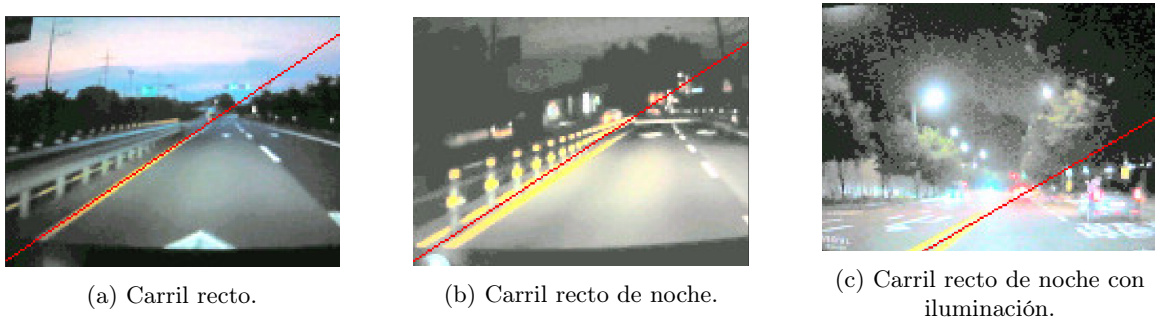 (a) Carril recto.
(b) Carril recto de noche.
(c) Carril recto de noche con
iluminación.